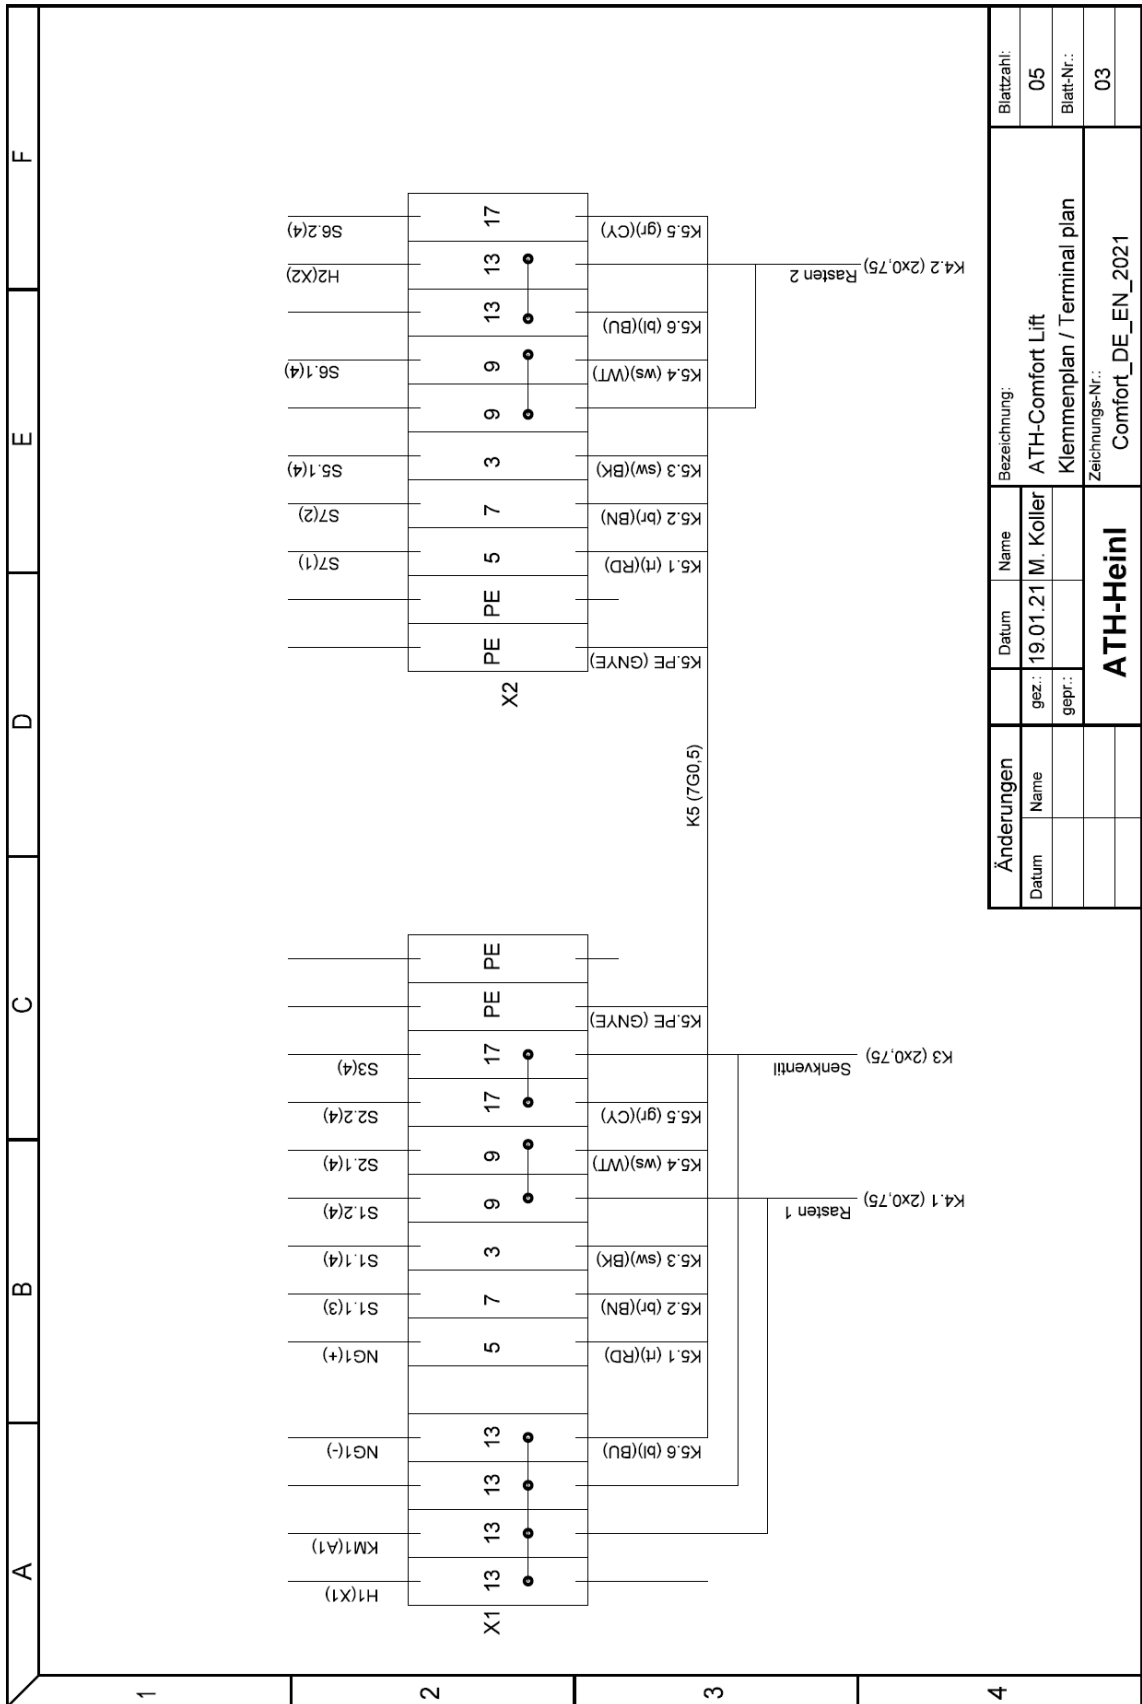 A
B
C
D
E
F
1
2
3
4
H1(X1)
KM1(A1)
NG1(-)
NG1(+)
S1.1(3)
S1.1(4)
S1.2(4)
S2.1(4)
S2.2(4)
S3(4)
X1
13
13
13
13
5
7
3
9
9
17
17
PE
PE
K5.6 (bl)(BU)
K5.1 (rt)(RD)
K5.2 (br)(BN)
K5.3 (sw)(BK)
K5.4 (ws)(WT)
K5.5 (gr)(CY)
K5.PE (GNYE)
Rasten 1
K4.1 (2x0,75)
Senkventil
K3 (2x0,75)
K5 (7G0,5)
S7(1)
S7(2)
S5.1(4)
S6.1(4)
H2(X2)
S6.2(4)
X2
PE
PE
5
7
3
9
9
13
13
17
K5.PE (GNYE)
K5.1 (rt)(RD)
K5.2 (br)(BN)
K5.3 (sw)(BK)
K5.4 (ws)(WT)
K5.6 (bl)(BU)
K5.5 (gr)(CY)
Rasten 2
K4.2 (2x0,75)
Änderungen
Datum
Name
Datum
Name
gez.:
19.01.21
M. Koller
gepr.:
ATH-Heinl
Bezeichnung:
ATH-Comfort Lift
Klemmenplan / Terminal plan
Zeichnungs-Nr.:
Comfort_DE_EN_2021
Blattzahl:
05
Blatt-Nr.:
03